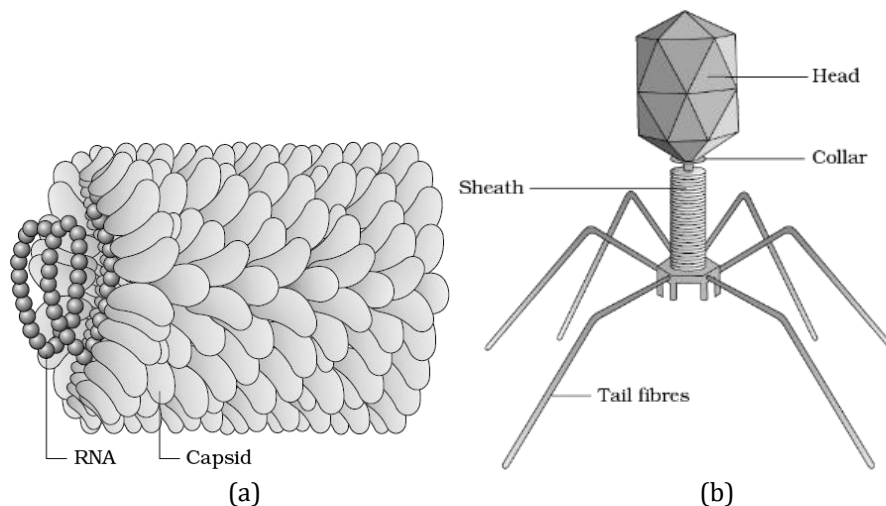 Head
Collar
Sheath
Tail fibres
RNA
Capsid
(a)
(b)